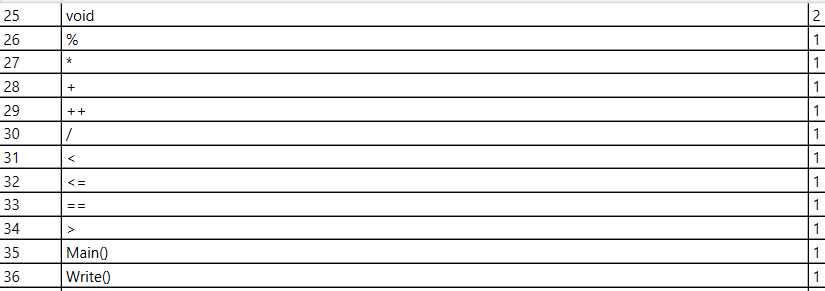 25 void 2
26 % 1
27 * 1
28 + 1
29 ++ 1
30 / 1
31 < 1
32 <= 1
33 == 1
34 > 1
35 Main() 1
36 Write() 1